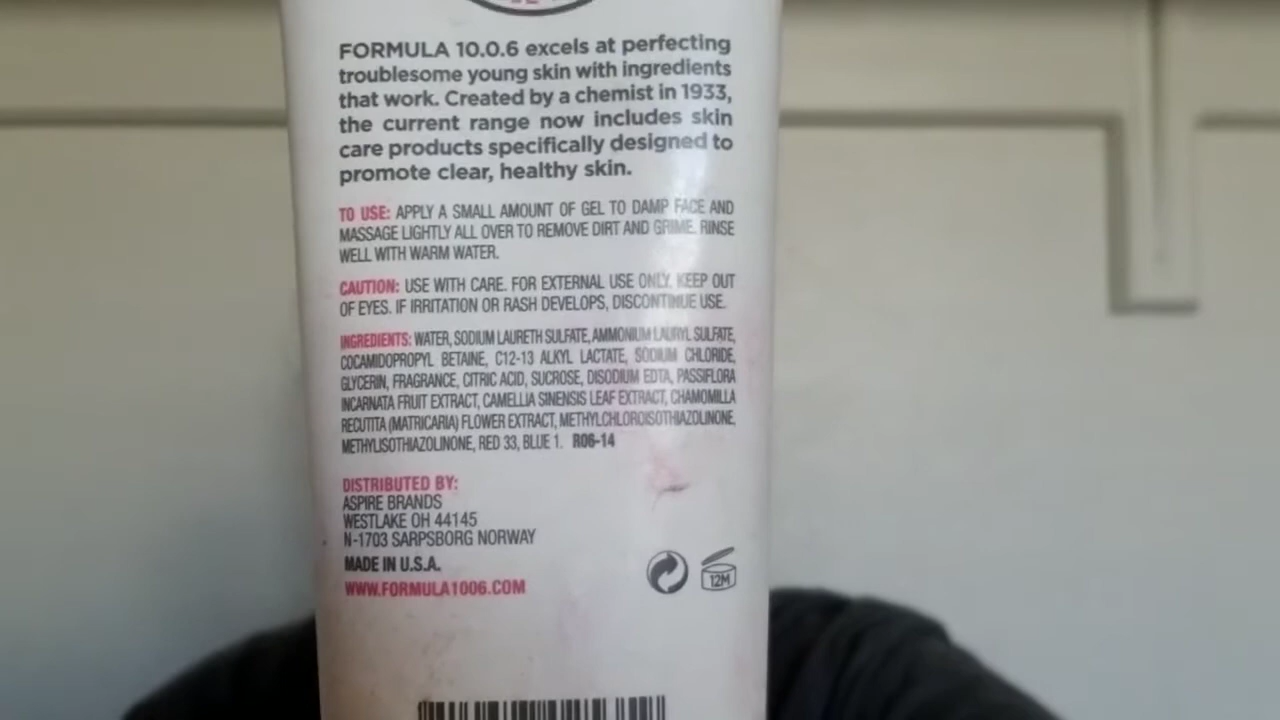 FORMULA 10.0.6 excels at perfecting
troublesome young skin with ingredients
that work. Created by a chemist in 1933,
the current range now includes skin
care products specifically designed to
promote clear, healthy skin.
TO USE: APPLY A SMALL AMOUNT OF GEL TO DAMP FACE AND
MASSAGE LIGHTLY ALL OVER TO REMOVE DIRT AND GRIME. RINSE
WELL WITH WARM WATER.
CAUTION: USE WITH CARE. FOR EXTERNAL USE ONLY. KEEP OUT
OF EYES. IF IRRITATION OR RASH DEVELOPS, DISCONTINUE USE.
INGREDIENTS: WATER, SODIUM LAURETH SULFATE, AMMONIUM LAURYL SULFATE,
COCAMIDOPROPYL BETAINE, C12-13 ALKYL LACTATE, SODIUM CHLORIDE,
GLYCERIN, FRAGRANCE, CITRIC ACID, SUCROSE, DISODIUM EDTA, PASSIFLORA
INCARNATA FRUIT EXTRACT, CAMELLIA SINENSIS LEAF EXTRACT, CHAMOMILLA
RECUTITA (MATRICARIA) FLOWER EXTRACT, METHYLCHLOROISOTHIAZOLINONE,
METHYLISOTHIAZOLINONE, RED 33, BLUE 1. R06-14
DISTRIBUTED BY:
ASPIRE BRANDS
WESTLAKE OH 44145
N-1703 SARPSBORG NORWAY
MADE IN U.S.A.
WWW.FORMULA1006.COM
12M